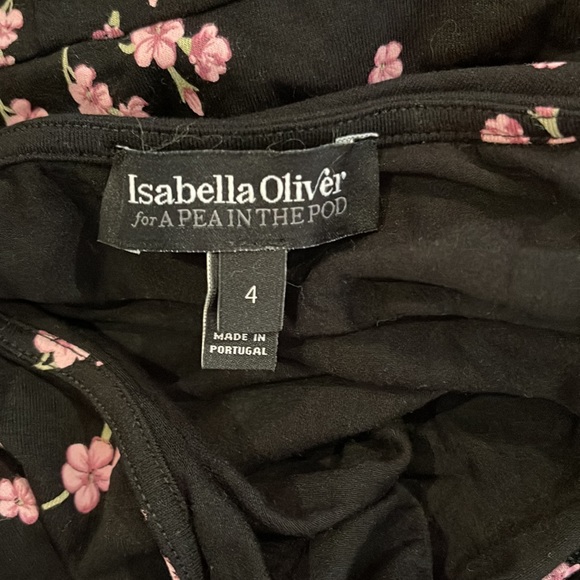 Isabella Oliver
for A PEA IN THE POD
4
MADE IN
PORTUGAL